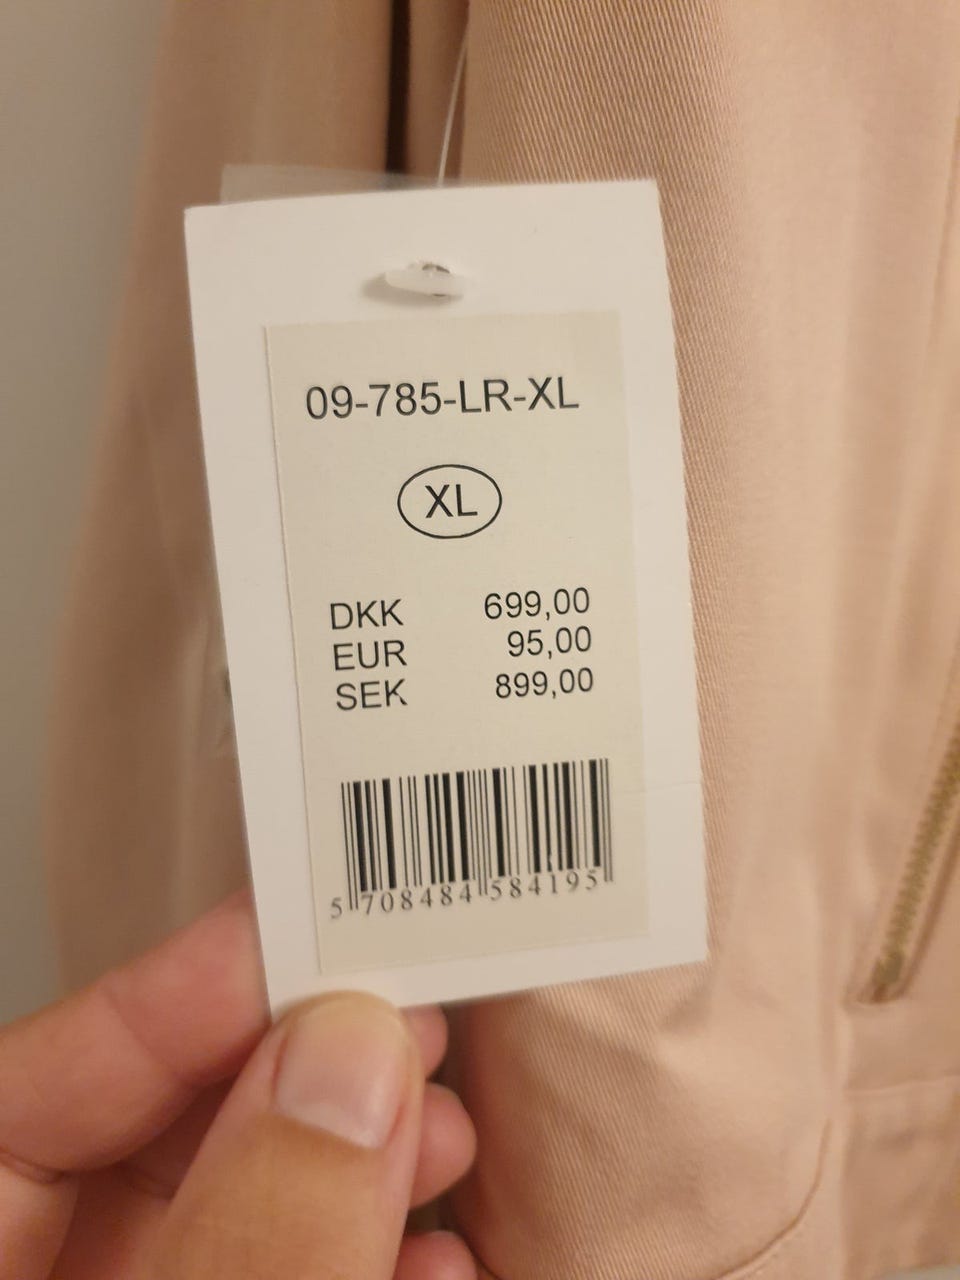 09-785-LR-XL
XL
DKK 699,00
EUR 95,00
SEK 899,00
5 708484 584195